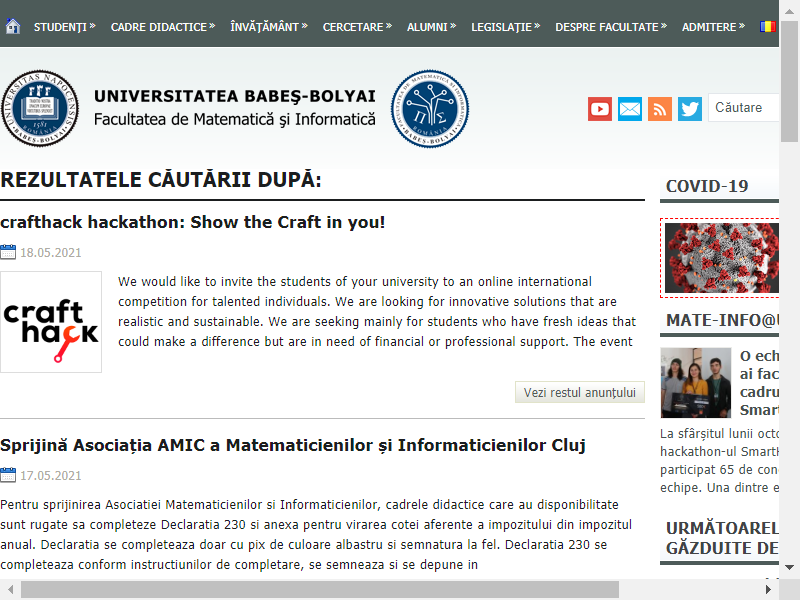 STUDENȚI » CADRE DIDACTICE » ÎNVĂȚĂMÂNT » CERCETARE » ALUMNI » LEGISLAȚIE » DESPRE FACULTATE » ADMITERE »
UNIVERSITATEA BABEȘ-BOLYAI
Facultatea de Matematică și Informatică
Căutare
REZULTATELE CĂUTĂRII DUPĂ:
crafthack hackathon: Show the Craft in you!
18.05.2021
craft
hack
We would like to invite the students of your university to an online international
competition for talented individuals. We are looking for innovative solutions that are
realistic and sustainable. We are seeking mainly for students who have fresh ideas that
could make a difference but are in need of financial or professional support. The event
Vezi restul anunțului
Sprijină Asociația AMIC a Matematicienilor și Informaticienilor Cluj
17.05.2021
Pentru sprijinirea Asociatiei Matematicienilor si Informaticienilor, cadrele didactice care au disponibilitate
sunt rugate sa completeze Declaratia 230 si anexa pentru virarea cotei aferente a impozitului din impozitul
anual. Declaratia se completeaza doar cu pix de culoare albastru si semnatura la fel. Declaratia 230 se
completeaza conform instructiunilor de completare, se semneaza si se depune in
COVID-19
MATE-INFO@
O ech
ai fac
cadru
Smart
La sfârșitul lunii octo
hackathon-ul SmartH
participat 65 de con
echipe. Una dintre e
URMĂTOAREL
GĂZDUITE DE